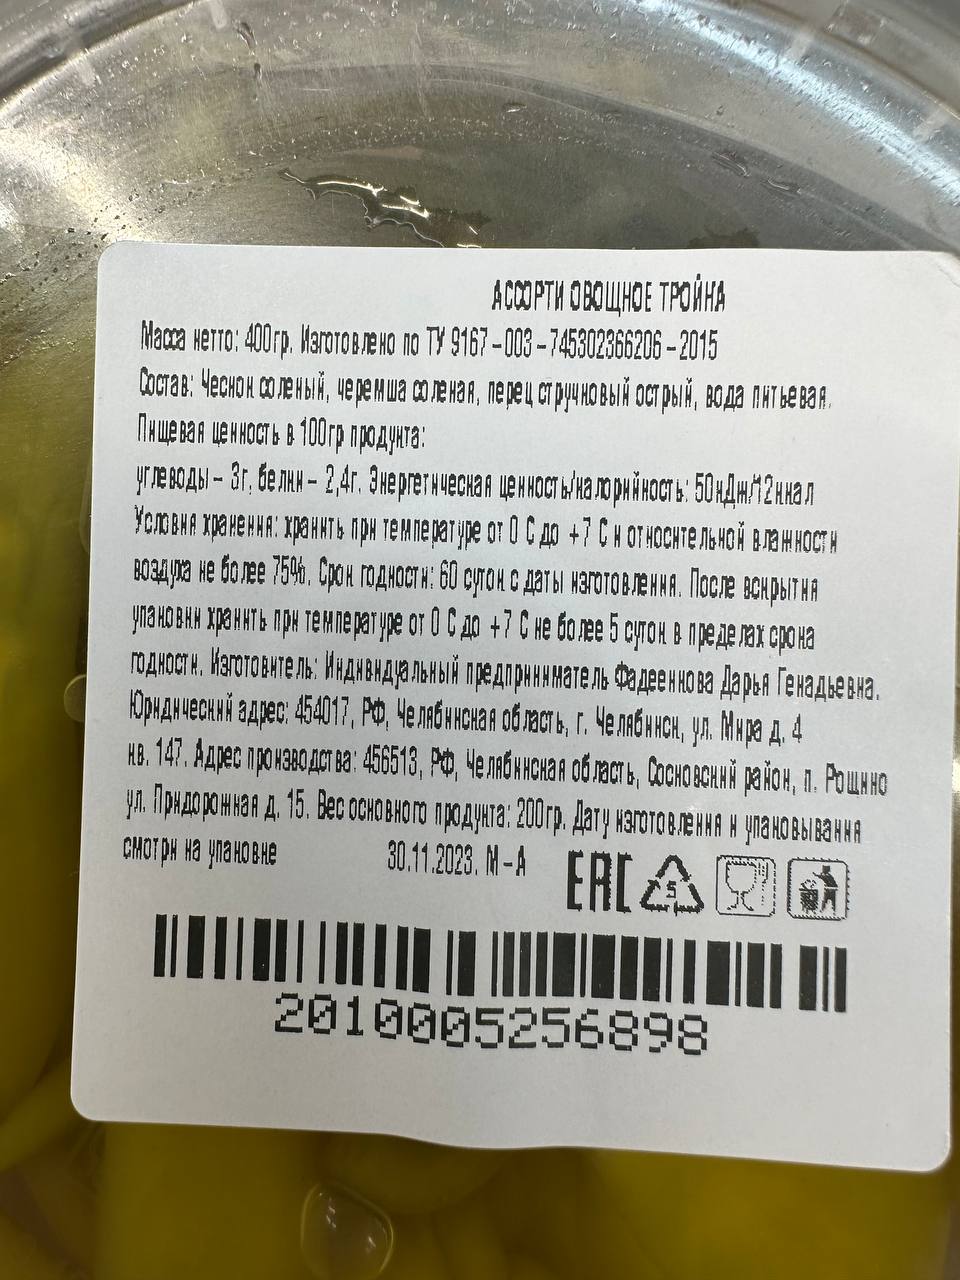 АССОРТИ ОВОЩНОЕ ТРОЙКА
Масса нетто: 400гр. Изготовлено по ТУ 9167-003-745302366206-2015
Состав: Чеснок соленый, черемша соленая, перец стручковый острый, вода питьевая.
Пищевая ценность в 100гр продукта:
углеводы – 3г, белки – 2,4г. Энергетическая ценность/калорийность: 50кДж/12ккал
Условия хранения: хранить при температуре от 0 С до +7 С и относительной влажности
воздуха не более 75%. Срок годности: 60 суток с даты изготовления. После вскрытия
упаковки хранить при температуре от 0 С до +7 С не более 5 суток в пределах срока
годности. Изготовитель: Индивидуальный предприниматель Фадеенкова Дарья Генадьевна.
Юридический адрес: 454017, РФ, Челябинская область, г. Челябинск, ул. Мира д. 4
кв. 147. Адрес производства: 456513, РФ, Челябинская область, Сосновский район, п. Рощино
ул. Придорожная д. 15. Вес основного продукта: 200гр. Дату изготовления и упаковывания
смотри на упаковке 30.11.2023. М-А EAC 5
2010005256898